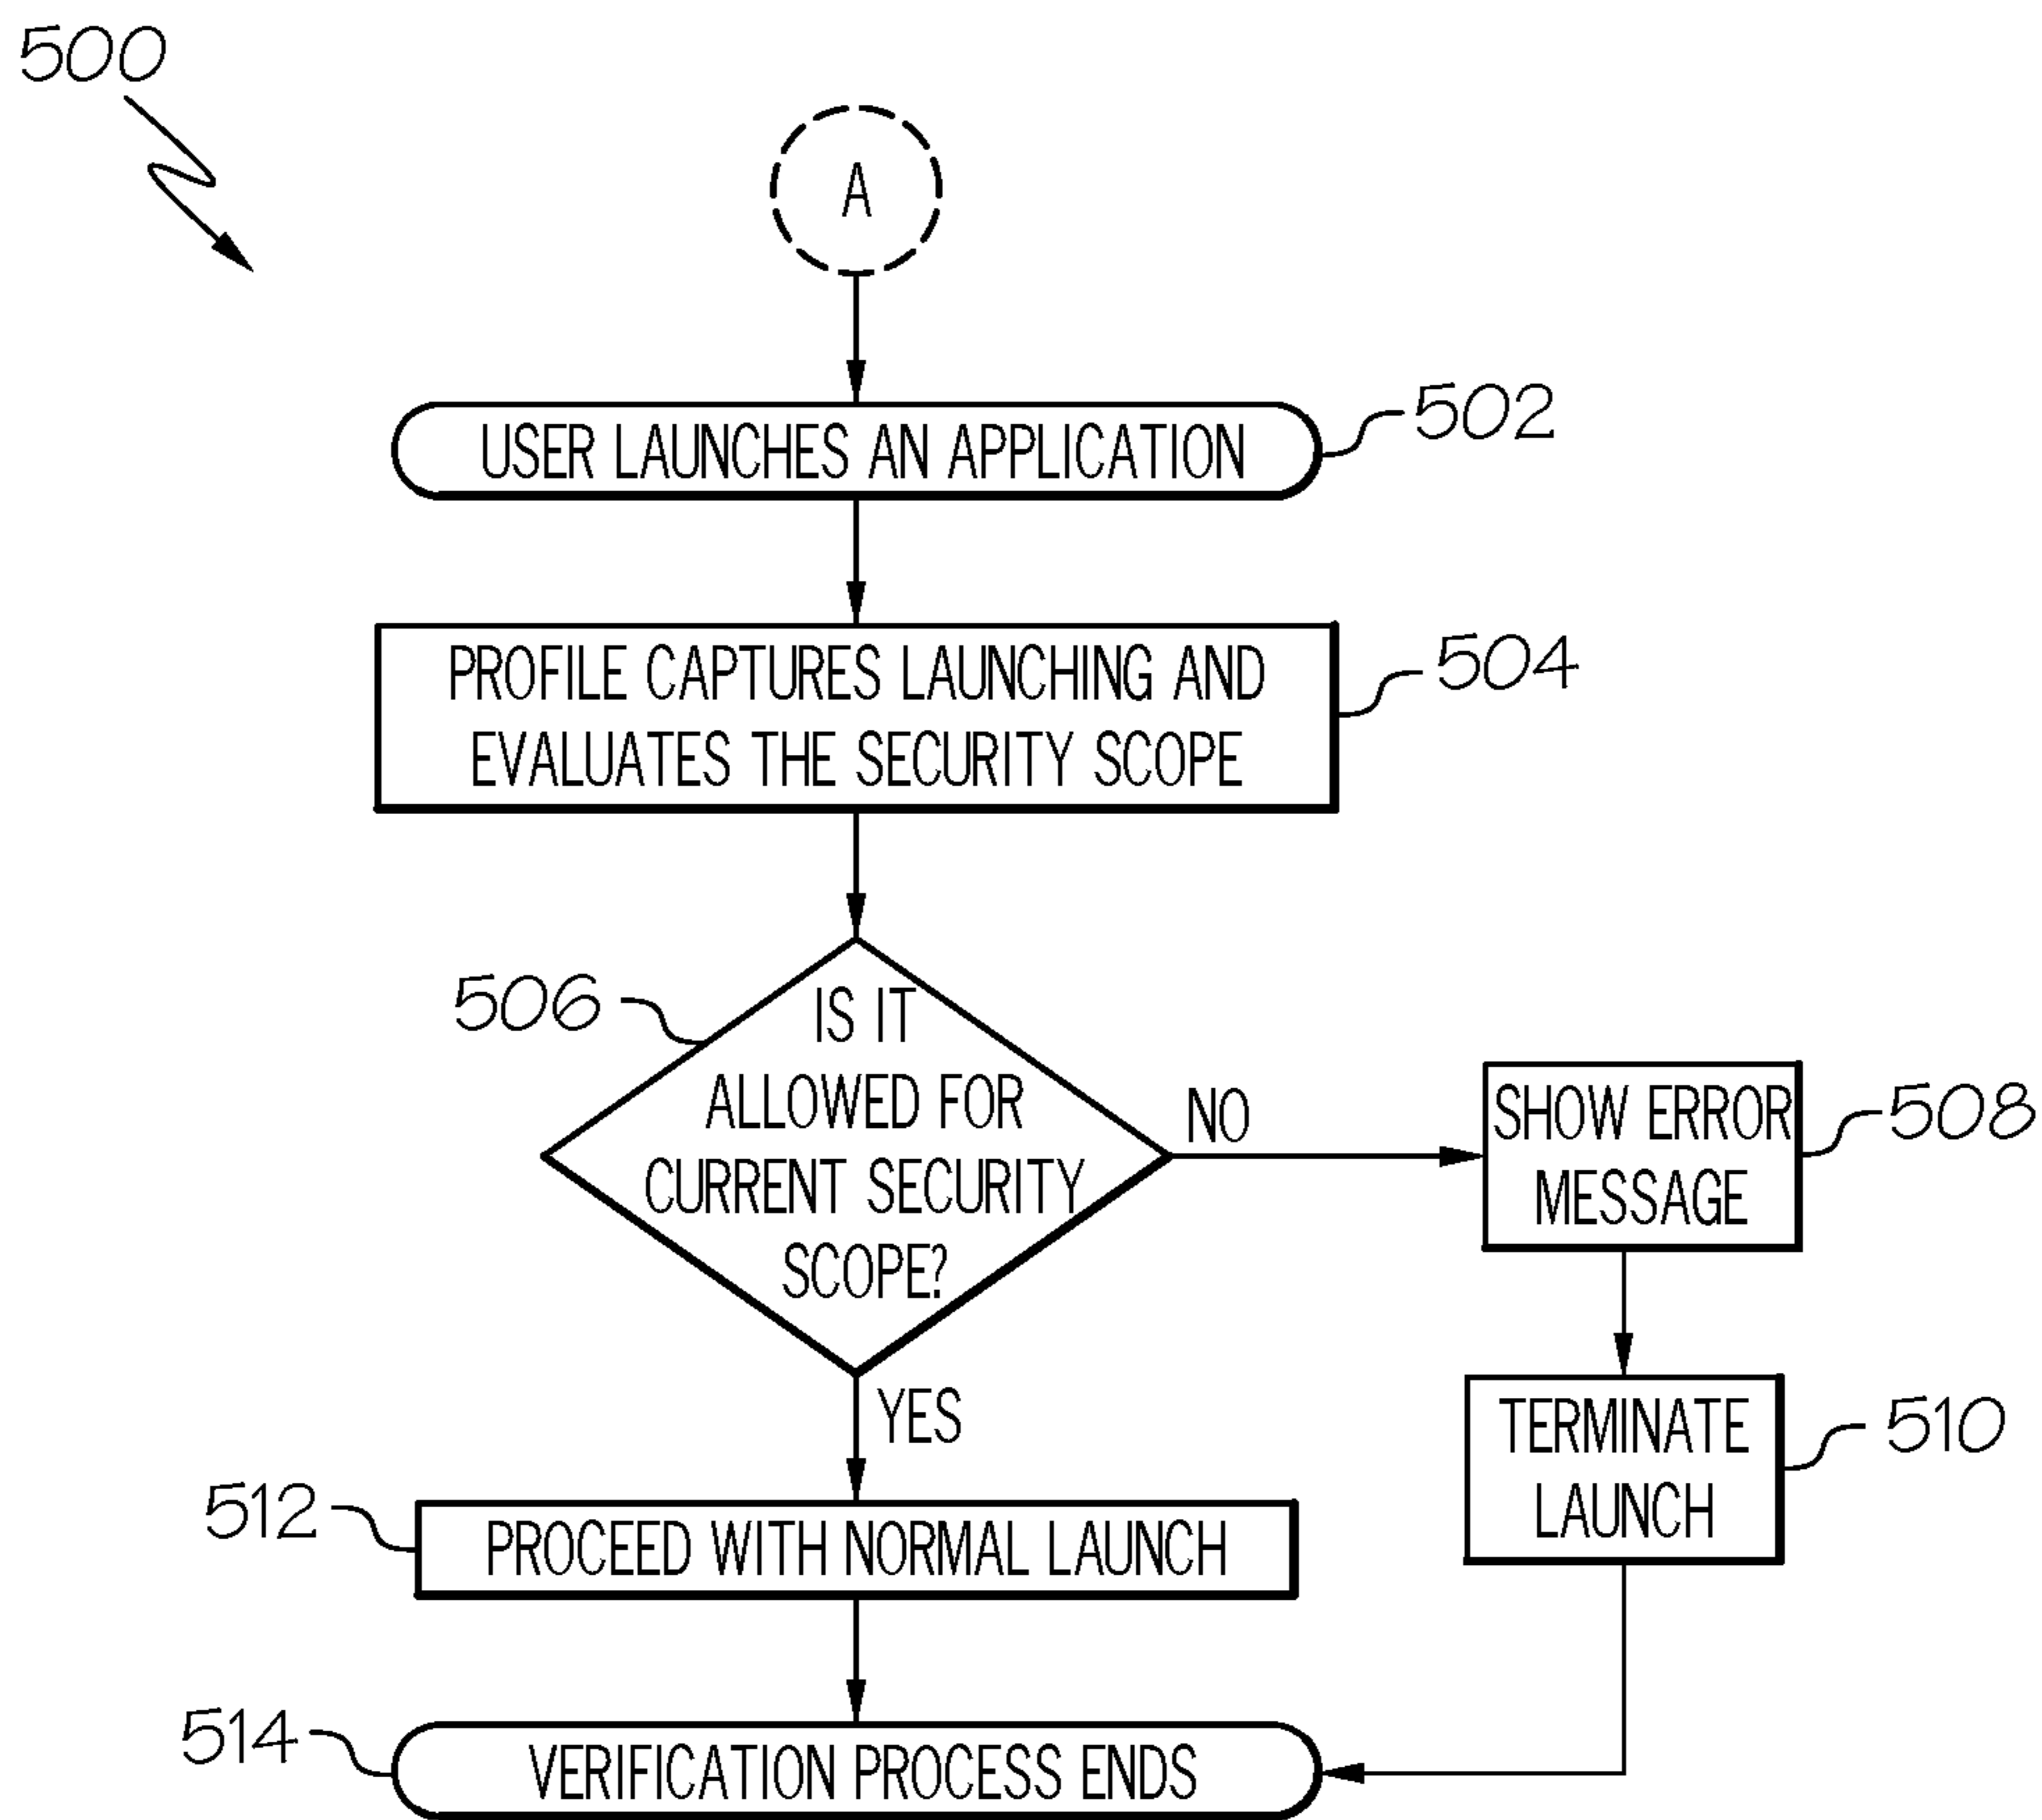 500
A
USER LAUNCHES AN APPLICATION
502
PROFILE CAPTURES LAUNCHING AND
EVALUATES THE SECURITY SCOPE
504
506
IS IT
ALLOWED FOR
CURRENT SECURITY
SCOPE?
NO
SHOW ERROR
MESSAGE
508
YES
TERMINATE
LAUNCH
510
512
PROCEED WITH NORMAL LAUNCH
514
VERIFICATION PROCESS ENDS